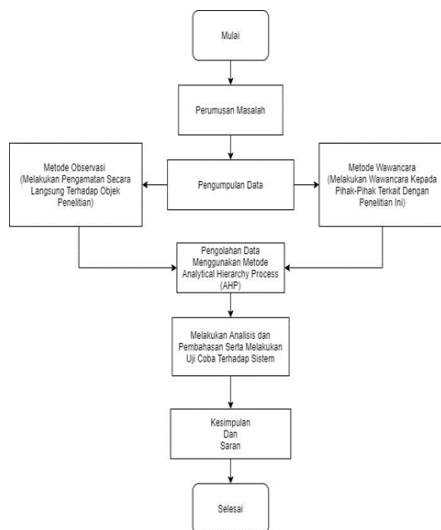 Mulai
Perumusan Masalah
Metode Observasi
(Melakukan Pengamatan Secara
Langsung Terhadap Objek
Penelitian)
Pengumpulan Data
Metode Wawancara
(Melakukan Wawancara Kepada
Pihak-Pihak Terkait Dengan
Penelitian Ini)
Pengolahan Data
Menggunakan Metode
Analytical Hierarchy Process
(AHP)
Melakukan Analisis dan
Pembahasan Serta Melakukan
Uji Coba Terhadap Sistem
Kesimpulan
Dan
Saran
Selesai